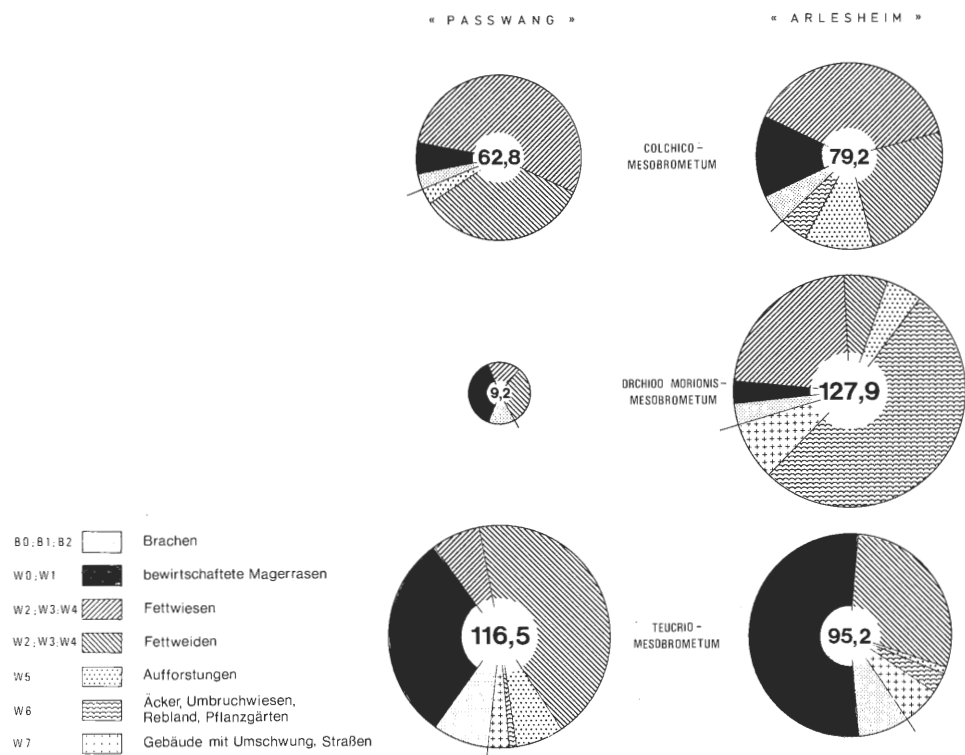 « PASSWANG »
« ARLESHEIM »
62,8
COLCHICO –
MESOBROMETUM
79,2
9,2
ORCHIDO MORIONIS –
MESOBROMETUM
127,9
116,5
TEUCRIO –
MESOBROMETUM
95,2
B0;B1;B2 Brachen
W0;W1 bewirtschaftete Magerrasen
W2;W3;W4 Fettwiesen
W2;W3;W4 Fettweiden
W5 Aufforstungen
W6 Äcker, Umbruchwiesen,
Rebland, Pflanzgärten
W7 Gebäude mit Umschwung, Straßen